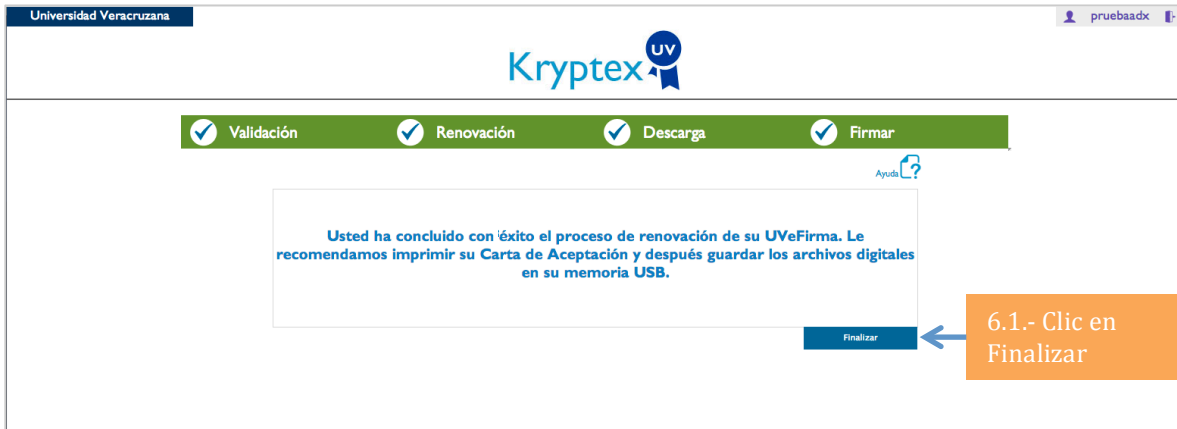 Universidad Veracruzana
pruebaadx
Kryptex UV
Validación
Renovación
Descarga
Firmar
Ayuda
Usted ha concluido con éxito el proceso de renovación de su UVeFirma. Le
recomendamos imprimir su Carta de Aceptación y después guardar los archivos digitales
en su memoria USB.
Finalizar
6.1.- Clic en
Finalizar